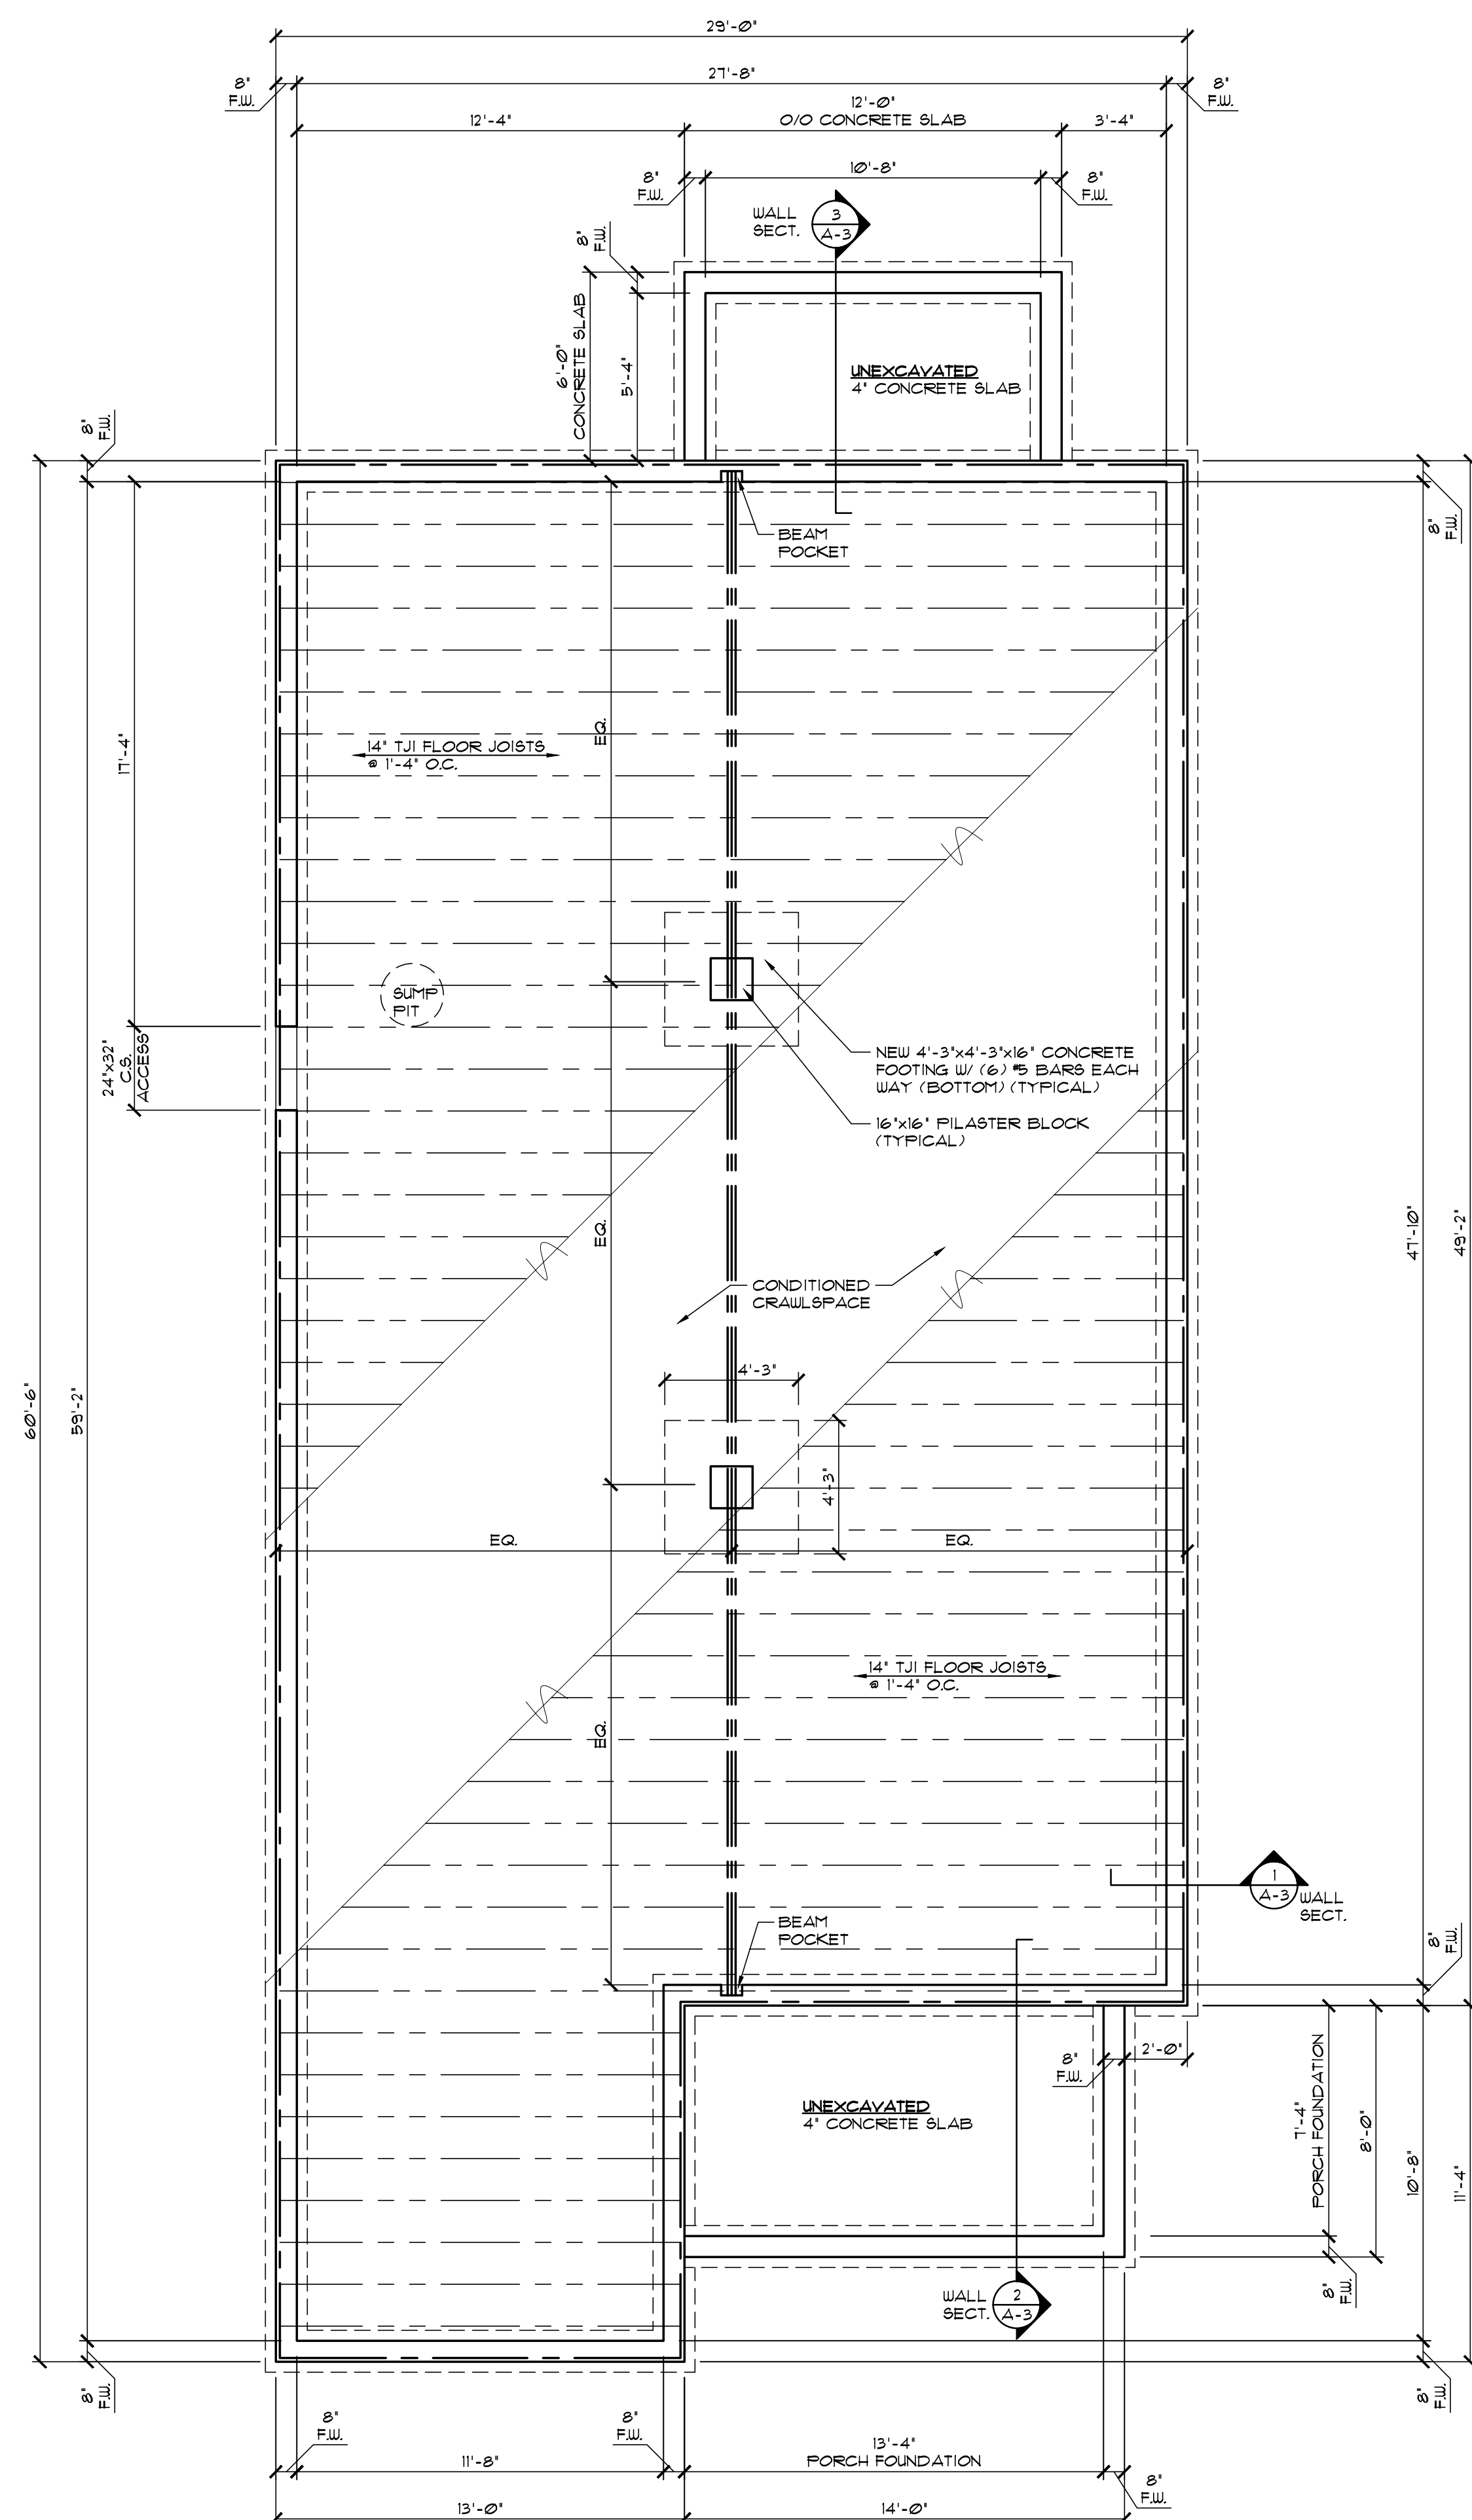 29'-0"
8"
F.W.
27'-8"
8"
F.W.
12'-4"
12'-0"
O/O CONCRETE SLAB
3'-4"
8"
F.W.
10'-8"
8"
F.W.
WALL
SECT.
3
A-3
8"
F.W.
6'-0"
CONCRETE SLAB
5'-4"
UNEXCAVATED
4" CONCRETE SLAB
8"
F.W.
8"
F.W.
BEAM
POCKET
17'-4"
14" TJI FLOOR JOISTS
@ 1'-4" O.C.
EQ.
SUMP
PIT
24"x32"
C.S.
ACCESS
NEW 4'-3"x4'-3"x16" CONCRETE
FOOTING W/ (6) #5 BARS EACH
WAY (BOTTOM) (TYPICAL)
16"x16" PILASTER BLOCK
(TYPICAL)
EQ.
47'-10"
49'-2"
CONDITIONED
CRAWLSPACE
60'-6"
59'-2"
4'-3"
4'-3"
EQ.
EQ.
14" TJI FLOOR JOISTS
@ 1'-4" O.C.
EQ.
1
A-3
WALL
SECT.
BEAM
POCKET
8"
F.W.
8"
F.W.
2'-0"
UNEXCAVATED
4" CONCRETE SLAB
7'-4"
PORCH FOUNDATION
8'-0"
10'-8"
11'-4"
WALL
SECT.
2
A-3
8"
F.W.
8"
F.W.
8"
F.W.
8"
F.W.
8"
F.W.
11'-8"
13'-4"
PORCH FOUNDATION
8"
F.W.
13'-0"
14'-0"